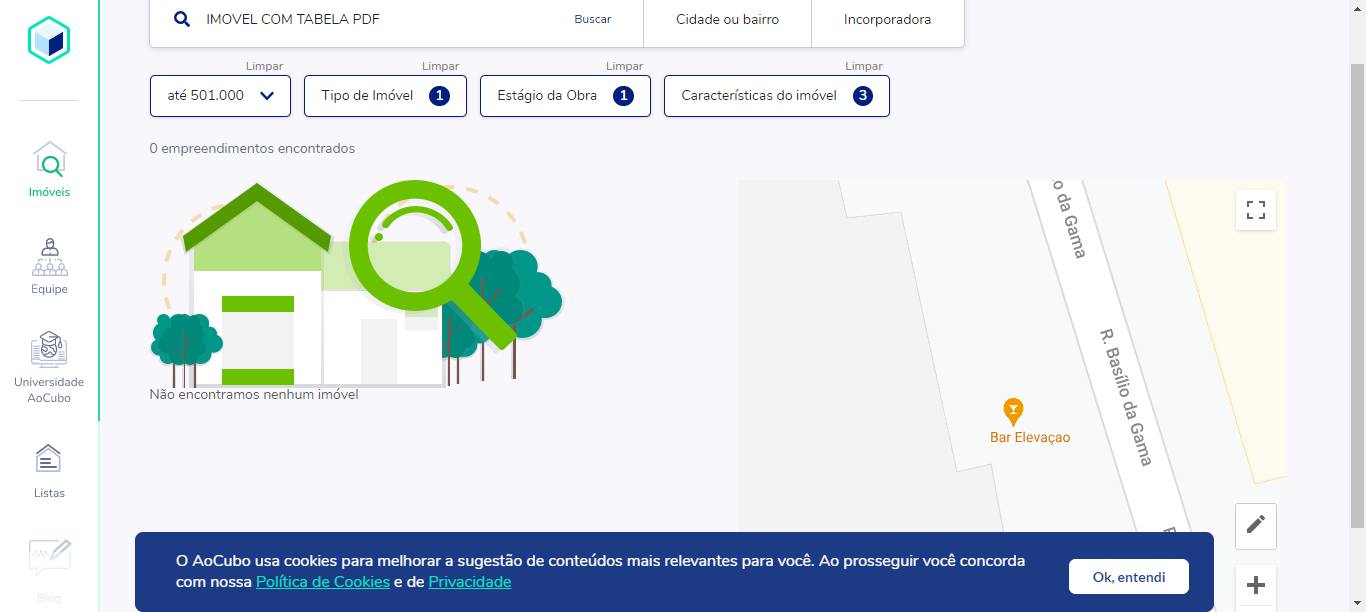 IMOVEL COM TABELA PDF
Buscar
Cidade ou bairro
Incorporadora
Limpar
Limpar
Limpar
Limpar
até 501.000
Tipo de Imóvel 1
Estágio da Obra 1
Características do imóvel 3
0 empreendimentos encontrados
Imóveis
Equipe
Universidade
AoCubo
Listas
Blog
Não encontramos nenhum imóvel
o da Gama
R. Basílio da Gama
Bar Elevaçao
O AoCubo usa cookies para melhorar a sugestão de conteúdos mais relevantes para você. Ao prosseguir você concorda
com nossa Política de Cookies e de Privacidade
Ok, entendi